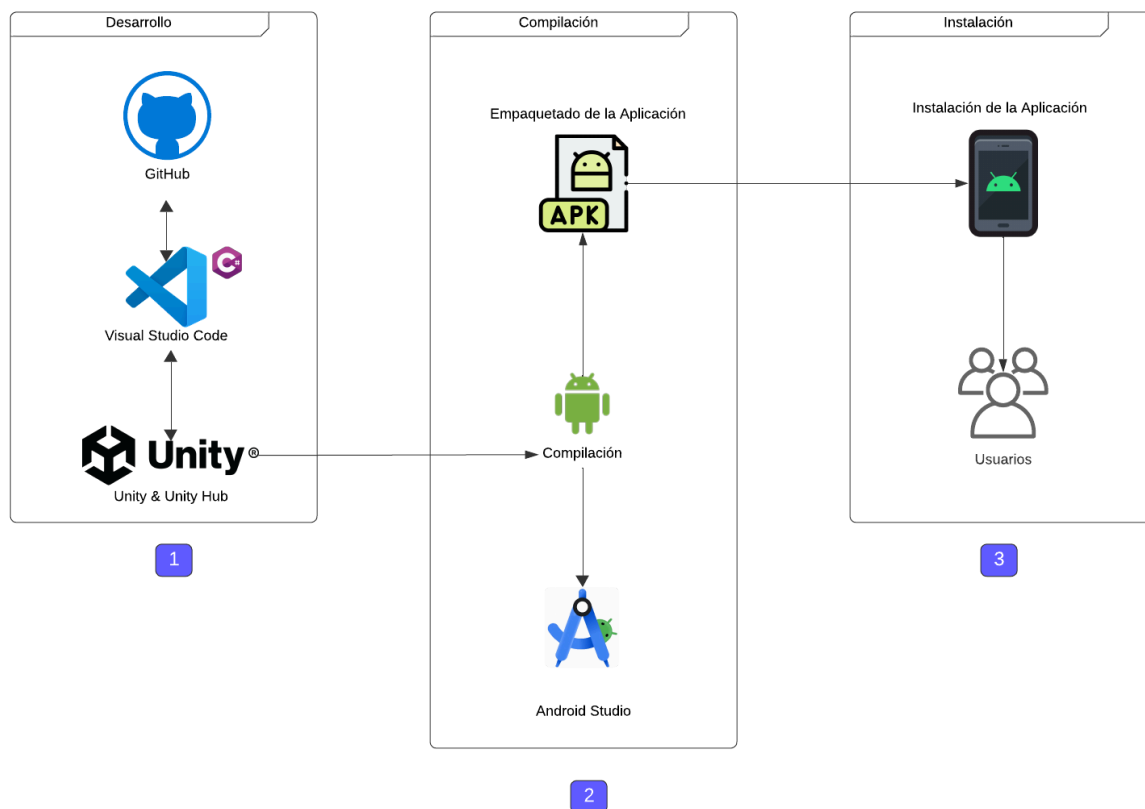 Desarrollo
GitHub
C#
Visual Studio Code
Unity®
Unity & Unity Hub
1
Compilación
Empaquetado de la Aplicación
APK
Compilación
Android Studio
2
Instalación
Instalación de la Aplicación
Usuarios
3